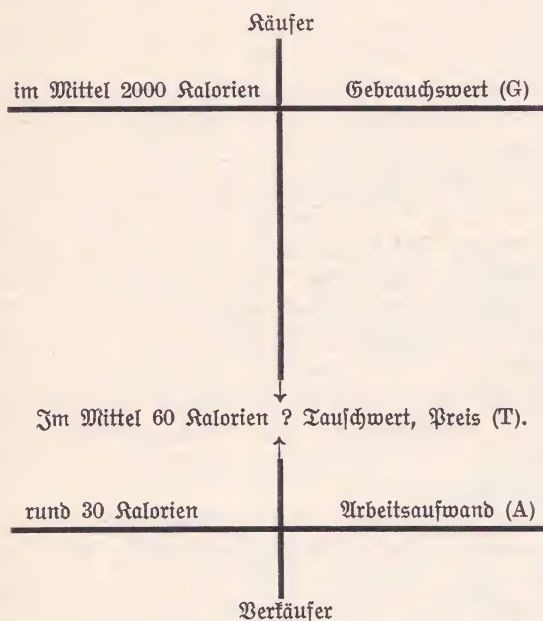 Käufer
im Mittel 2000 Kalorien Gebrauchswert (G)
Im Mittel 60 Kalorien ? Tauschwert, Preis (T).
rund 30 Kalorien Arbeitsaufwand (A)
Verkäufer